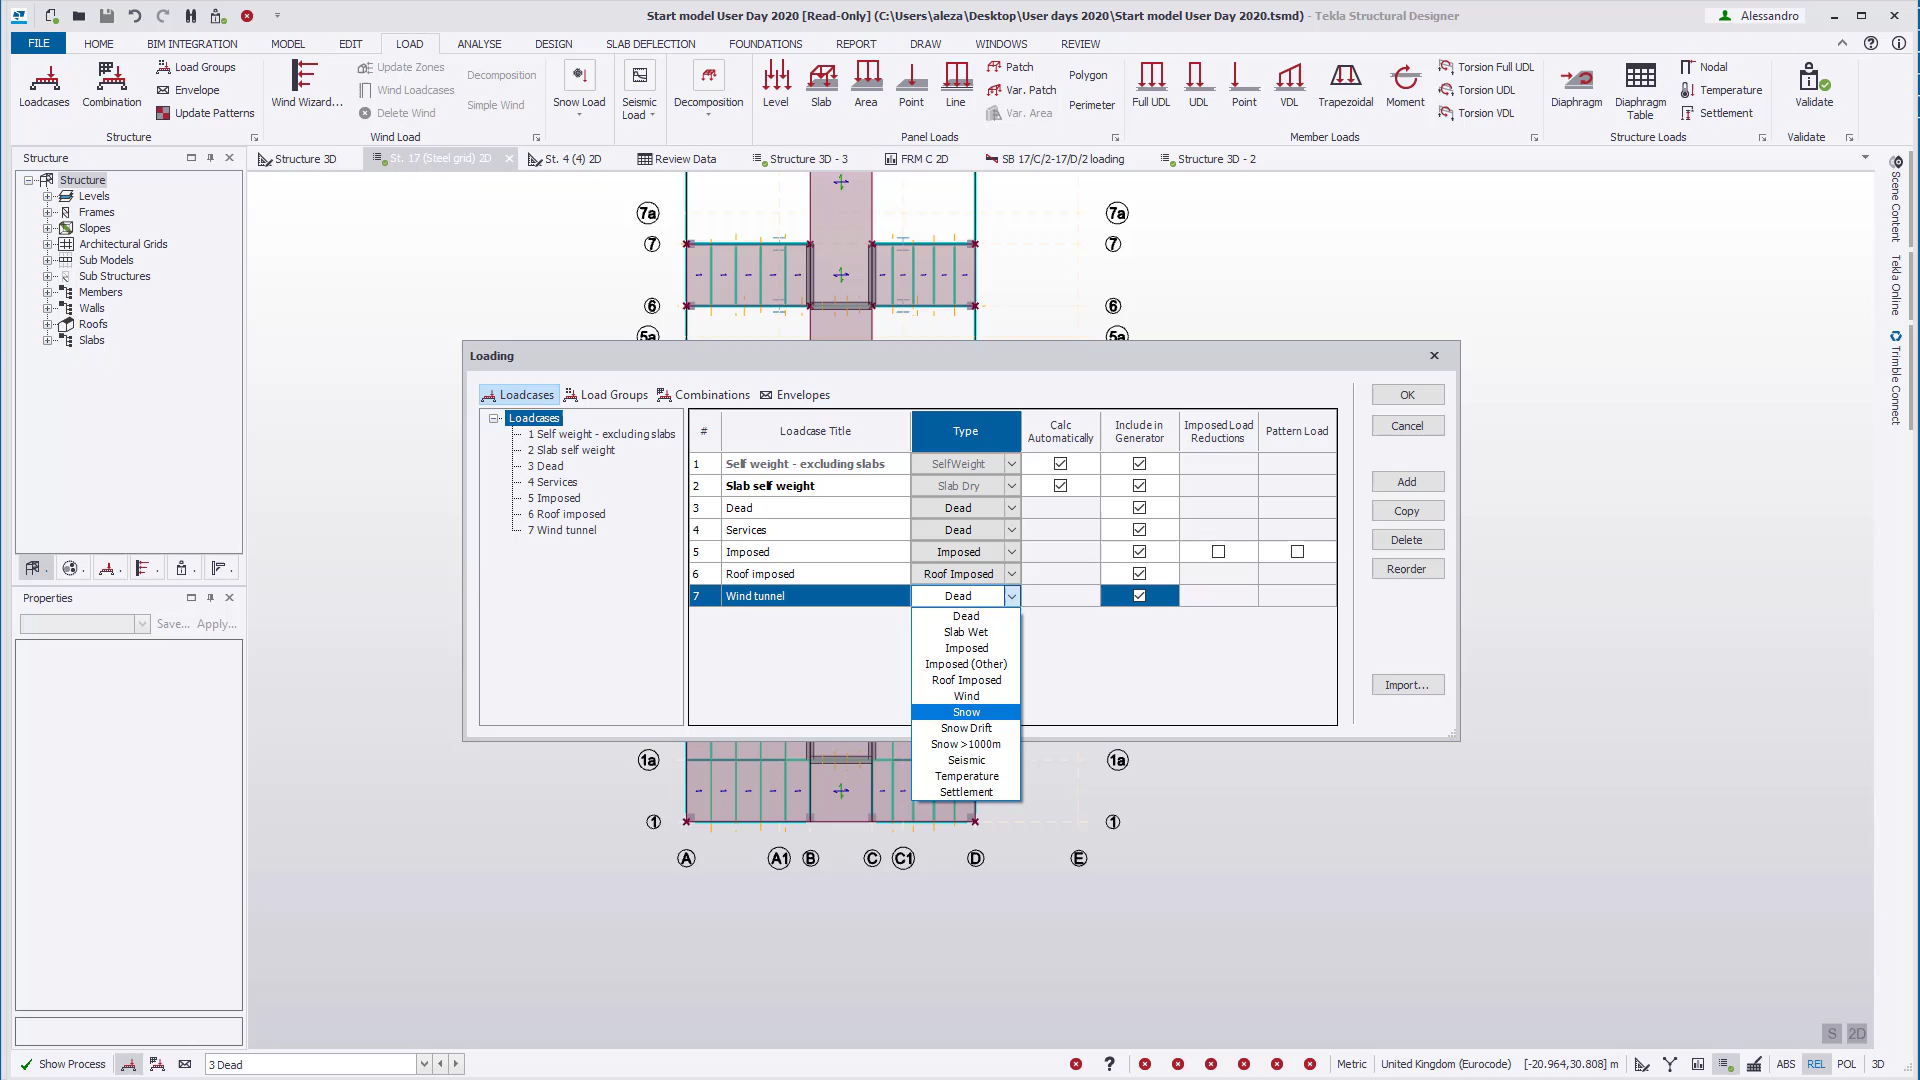 Start model User Day 2020 [Read-Only] (C:\Users\aleza\Desktop\User days 2020\Start model User Day 2020.tsmd) - Tekla Structural Designer
Alessandro
FILE HOME BIM INTEGRATION MODEL EDIT LOAD ANALYSE DESIGN SLAB DEFLECTION FOUNDATIONS REPORT DRAW WINDOWS REVIEW
Loadcases
Combination
Load Groups
Envelope
Update Patterns
Structure
Wind Wizard...
Update Zones
Wind Loadcases
Delete Wind
Decomposition
Simple Wind
Wind Load
Snow Load
Seismic Load
Decomposition
Level
Slab
Area
Point
Line
Patch
Var. Patch
Var. Area
Polygon
Perimeter
Panel Loads
Full UDL
UDL
Point
VDL
Trapezoidal
Moment
Torsion Full UDL
Torsion UDL
Torsion VDL
Member Loads
Diaphragm
Diaphragm Table
Nodal
Temperature
Settlement
Structure Loads
Validate
Validate
Structure
Structure 3D
St. 17 (Steel grid) 2D
St. 4 (4) 2D
Review Data
Structure 3D - 3
FRM C 2D
SB 17/C/2-17/D/2 loading
Structure 3D - 2
Structure
Levels
Frames
Slopes
Architectural Grids
Sub Models
Sub Structures
Members
Walls
Roofs
Slabs
Properties
Save... Apply...
Scene Content
Tekla Online
Trimble Connect
7a 7a
7 7
6 6
5a 5a
Loading
Loadcases Load Groups Combinations Envelopes
Loadcases
1 Self weight - excluding slabs
2 Slab self weight
3 Dead
4 Services
5 Imposed
6 Roof imposed
7 Wind tunnel
# Loadcase Title Type Calc Automatically Include in Generator Imposed Load Reductions Pattern Load
1 Self weight - excluding slabs SelfWeight
2 Slab self weight Slab Dry
3 Dead Dead
4 Services Dead
5 Imposed Imposed
6 Roof imposed Roof Imposed
7 Wind tunnel Dead
Dead
Slab Wet
Imposed
Imposed (Other)
Roof Imposed
Wind
Snow
Snow Drift
Snow >1000m
Seismic
Temperature
Settlement
OK
Cancel
Add
Copy
Delete
Reorder
Import...
1a 1a
1 1
A A1 B C C1 D E
S 2D
Show Process
3 Dead
Metric
United Kingdom (Eurocode)
[-20.964,30.808] m
ABS REL POL 3D